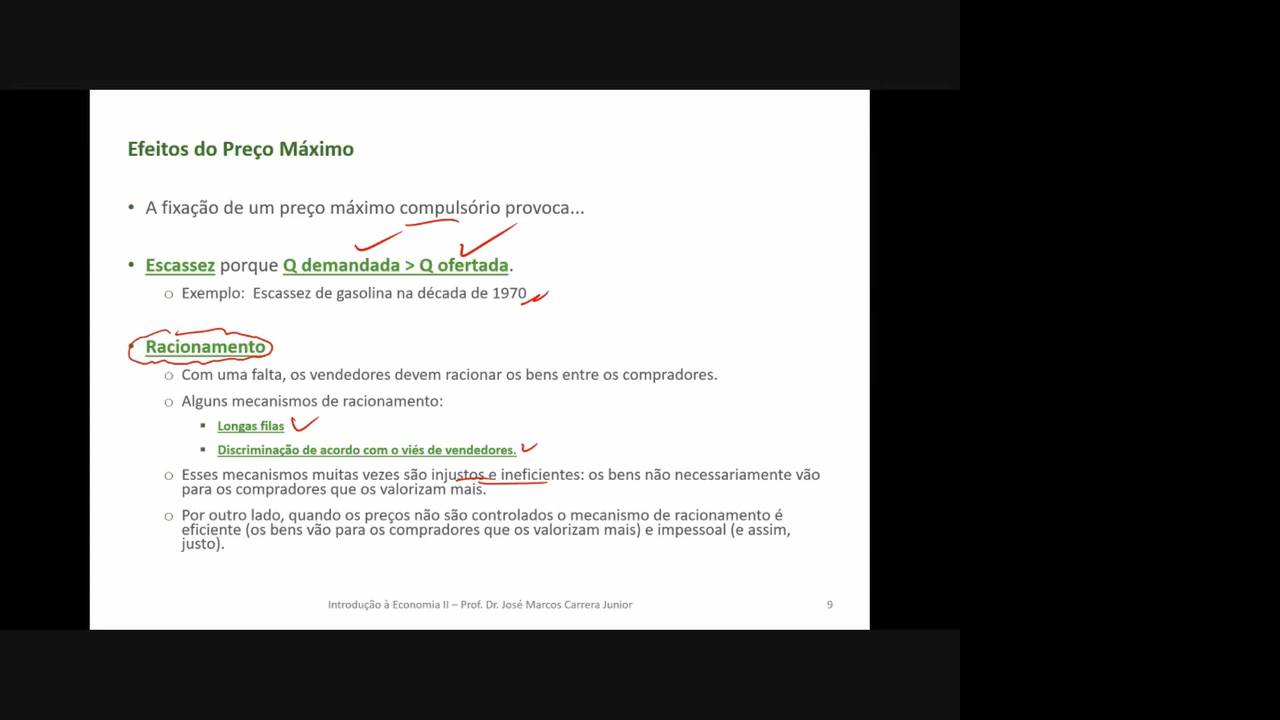 Efeitos do Preço Máximo
• A fixação de um preço máximo compulsório provoca...
• Escassez porque Q demandada > Q ofertada.
o Exemplo: Escassez de gasolina na década de 1970
• Racionamento
o Com uma falta, os vendedores devem racionar os bens entre os compradores.
o Alguns mecanismos de racionamento:
▪ Longas filas
▪ Discriminação de acordo com o viés de vendedores.
o Esses mecanismos muitas vezes são injustos e ineficientes: os bens não necessariamente vão
para os compradores que os valorizam mais.
o Por outro lado, quando os preços não são controlados o mecanismo de racionamento é
eficiente (os bens vão para os compradores que os valorizam mais) e impessoal (e assim,
justo).
Introdução à Economia II – Prof. Dr. José Marcos Carrera Junior 9